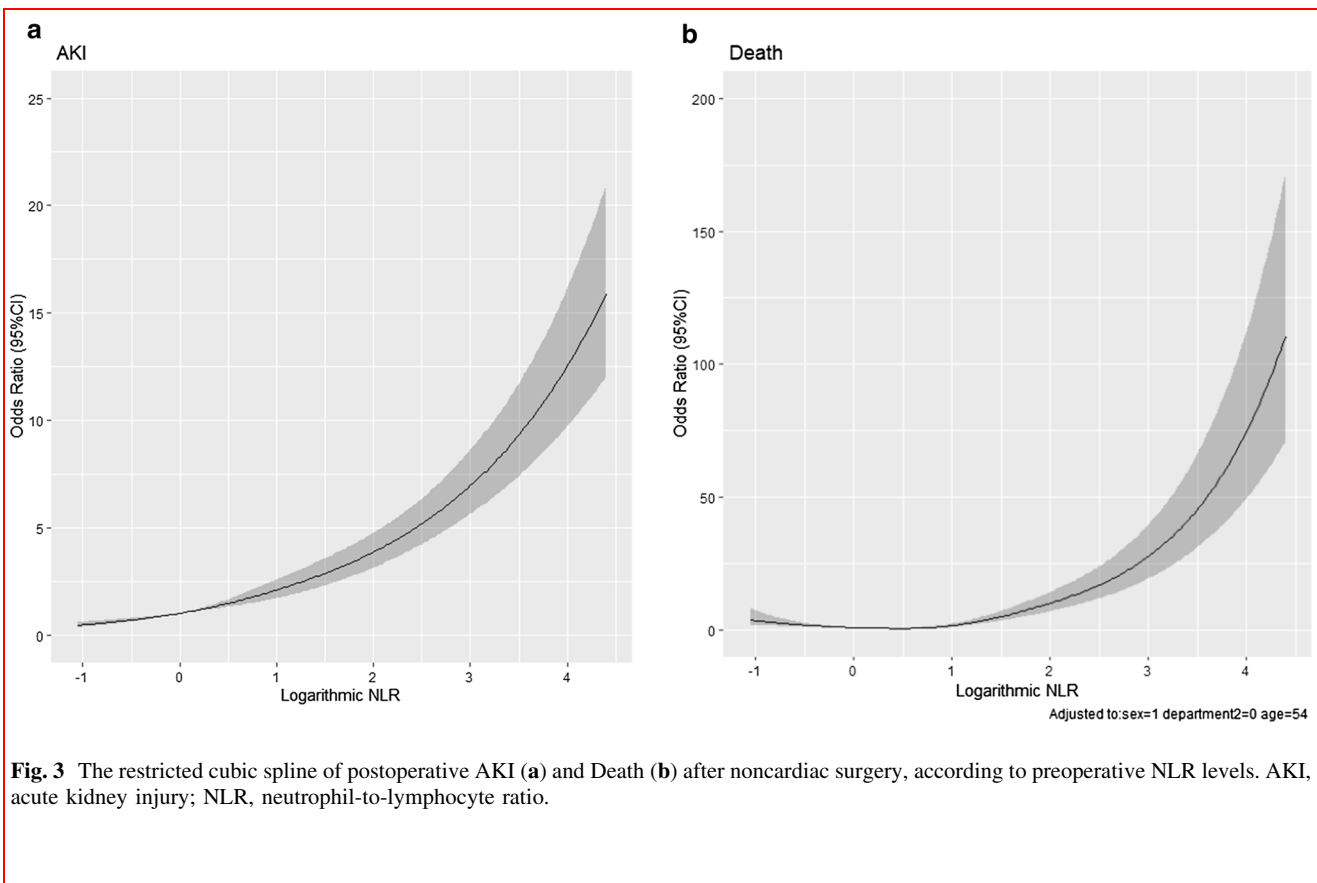 a
AKI
25
20
15
10
5
0
Odds Ratio (95%CI)
-1 0 1 2 3 4
Logarithmic NLR
b
Death
200
150
100
50
0
Odds Ratio (95%CI)
-1 0 1 2 3 4
Logarithmic NLR
Adjusted to:sex=1 department2=0 age=54
Fig. 3 The restricted cubic spline of postoperative AKI (a) and Death (b) after noncardiac surgery, according to preoperative NLR levels. AKI,
acute kidney injury; NLR, neutrophil-to-lymphocyte ratio.